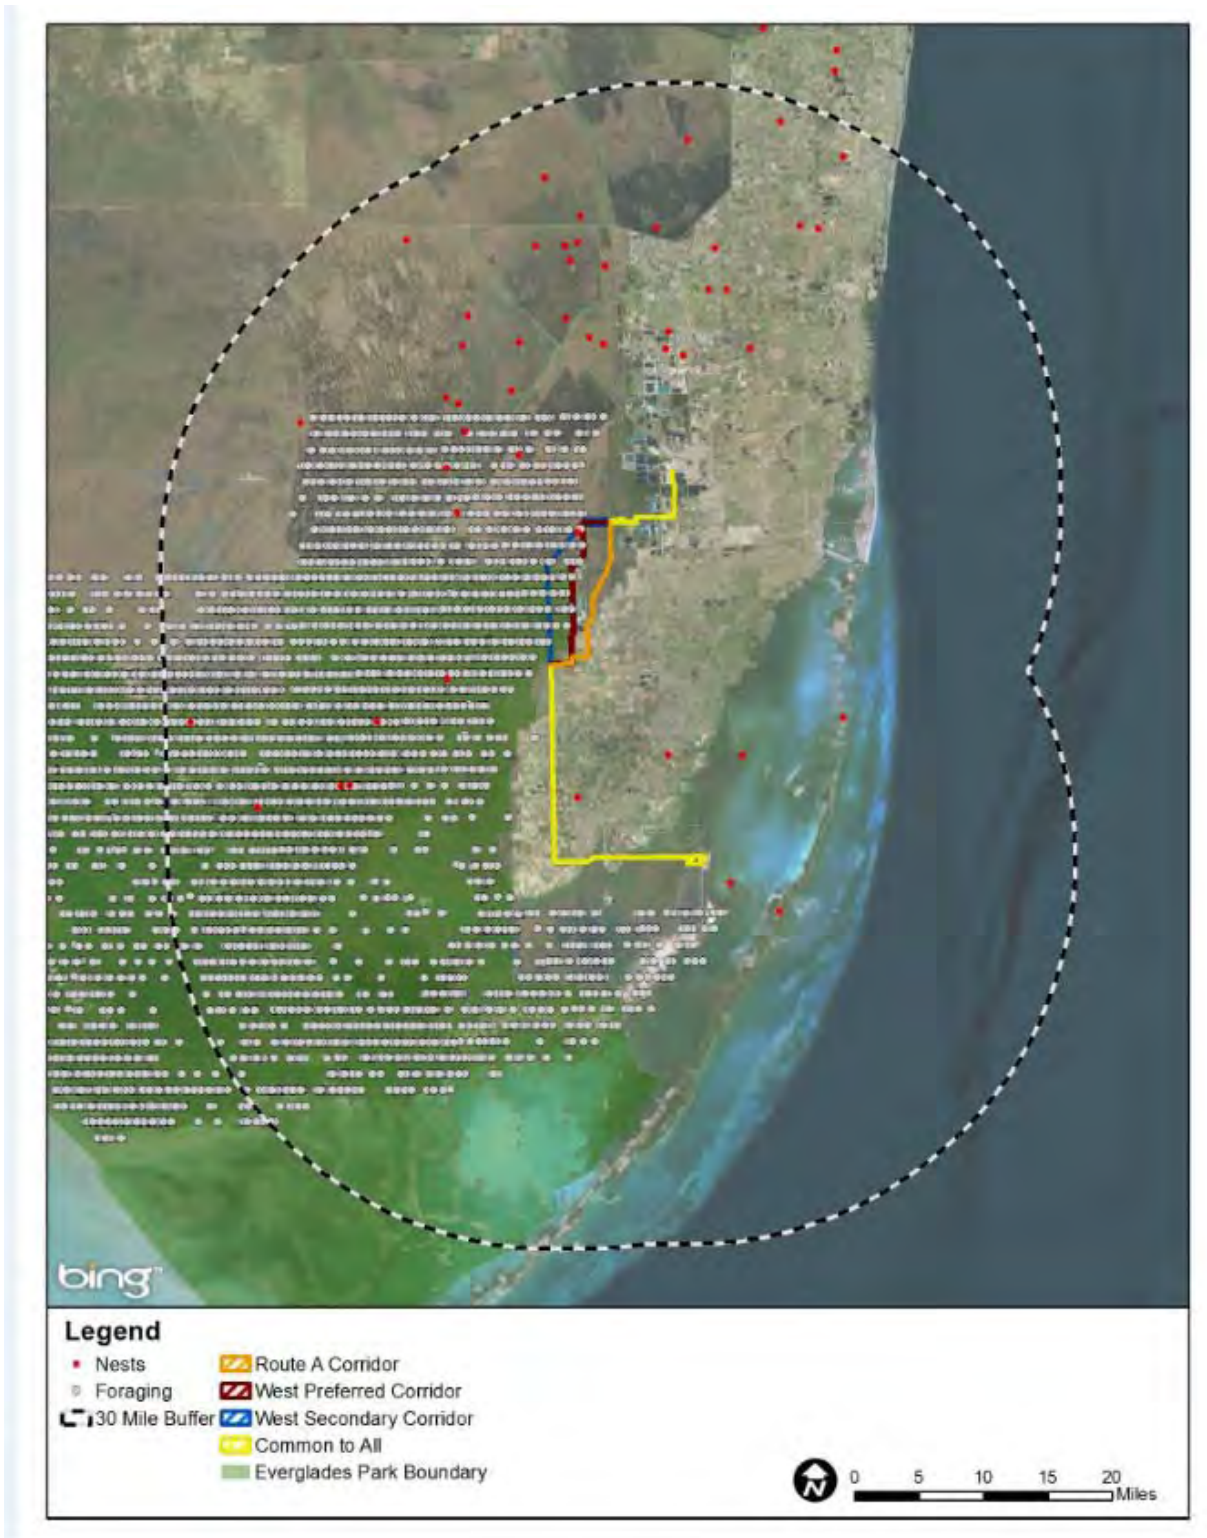 bing™
Legend
Nests
Foraging
30 Mile Buffer
Route A Corridor
West Preferred Corridor
West Secondary Corridor
Common to All
Everglades Park Boundary
N
0 5 10 15 20
Miles